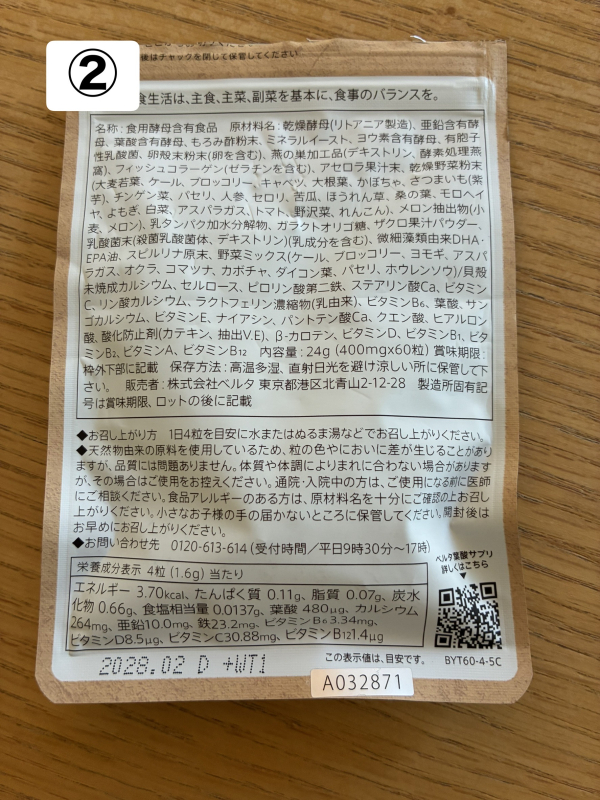 ②
後はチャックを閉じて保管してください
食生活は、主食、主菜、副菜を基本に、食事のバランスを。
名称:食用酵母含有食品 原材料名:乾燥酵母(リトアニア製造)、亜鉛含有酵
母、葉酸含有酵母、もろみ酢粉末、ミネラルイースト、ヨウ素含有酵母、有胞子
性乳酸菌、卵殻末粉末(卵を含む)、燕の巣加工品(デキストリン、酵素処理燕
窩)、フィッシュコラーゲン(ゼラチンを含む)、アセロラ果汁末、乾燥野菜粉末
(大麦若葉、ケール、ブロッコリー、キャベツ、大根葉、かぼちゃ、さつまいも(紫
芋)、チンゲン菜、パセリ、人参、セロリ、苦瓜、ほうれん草、桑の葉、モロヘイ
ヤ、よもぎ、白菜、アスパラガス、トマト、野沢菜、れんこん)、メロン抽出物(小
麦、メロン)、乳タンパク加水分解物、ガラクトオリゴ糖、ザクロ果汁パウダー、
乳酸菌末(殺菌乳酸菌体、デキストリン)(乳成分を含む)、微細藻類由来DHA・
EPA油、スピルリナ原末、野菜ミックス(ケール、ブロッコリー、ヨモギ、アスパ
ラガス、オクラ、コマツナ、カボチャ、ダイコン葉、パセリ、ホウレンソウ)/貝殻
未焼成カルシウム、セルロース、ピロリン酸第二鉄、ステアリン酸Ca、ビタミン
C、リン酸カルシウム、ラクトフェリン濃縮物(乳由来)、ビタミンB6、葉酸、サン
ゴカルシウム、ビタミンE、ナイアシン、パントテン酸Ca、クエン酸、ヒアルロン
酸、酸化防止剤(カテキン、抽出V.E)、β-カロテン、ビタミンD、ビタミンB1、ビタ
ミンB2、ビタミンA、ビタミンB12 内容量:24g(400mg×60粒) 賞味期限:
枠外下部に記載 保存方法:高温多湿、直射日光を避け涼しい所に保管して下
さい。 販売者:株式会社ベルタ 東京都港区北青山2-12-28 製造所固有記
号は賞味期限、ロットの後に記載
◆お召し上がり方 1日4粒を目安に水またはぬるま湯などでお召し上がりください。
◆天然物由来の原料を使用しているため、粒の色やにおいに差が生じることがあり
ますが、品質には問題ありません。体質や体調によりまれに合わない場合があります
が、その場合はご使用をお控えください。通院・入院中の方は、ご使用になる前に医師
にご相談ください。食品アレルギーのある方は、原材料名を十分にご確認の上お召し
上がりください。小さなお子様の手の届かないところに保管してください。開封後は
お早めにお召し上がりください。
◆お問い合わせ先 0120-613-614(受付時間/平日9時30分〜17時)
ベルタ葉酸サプリ
詳しくはこちら
▼
栄養成分表示 4粒(1.6g)当たり
エネルギー 3.70kcal、たんぱく質 0.11g、脂質 0.07g、炭水
化物 0.66g、食塩相当量 0.0137g、葉酸 480μg、カルシウム
264mg、亜鉛10.0mg、鉄23.2mg、ビタミンB6 3.34mg、
ビタミンD8.5μg、ビタミンC30.88mg、ビタミンB12 1.4μg
この表示値は、目安です。
BYT60-4-5C
2028.02 D +WT1
A032871